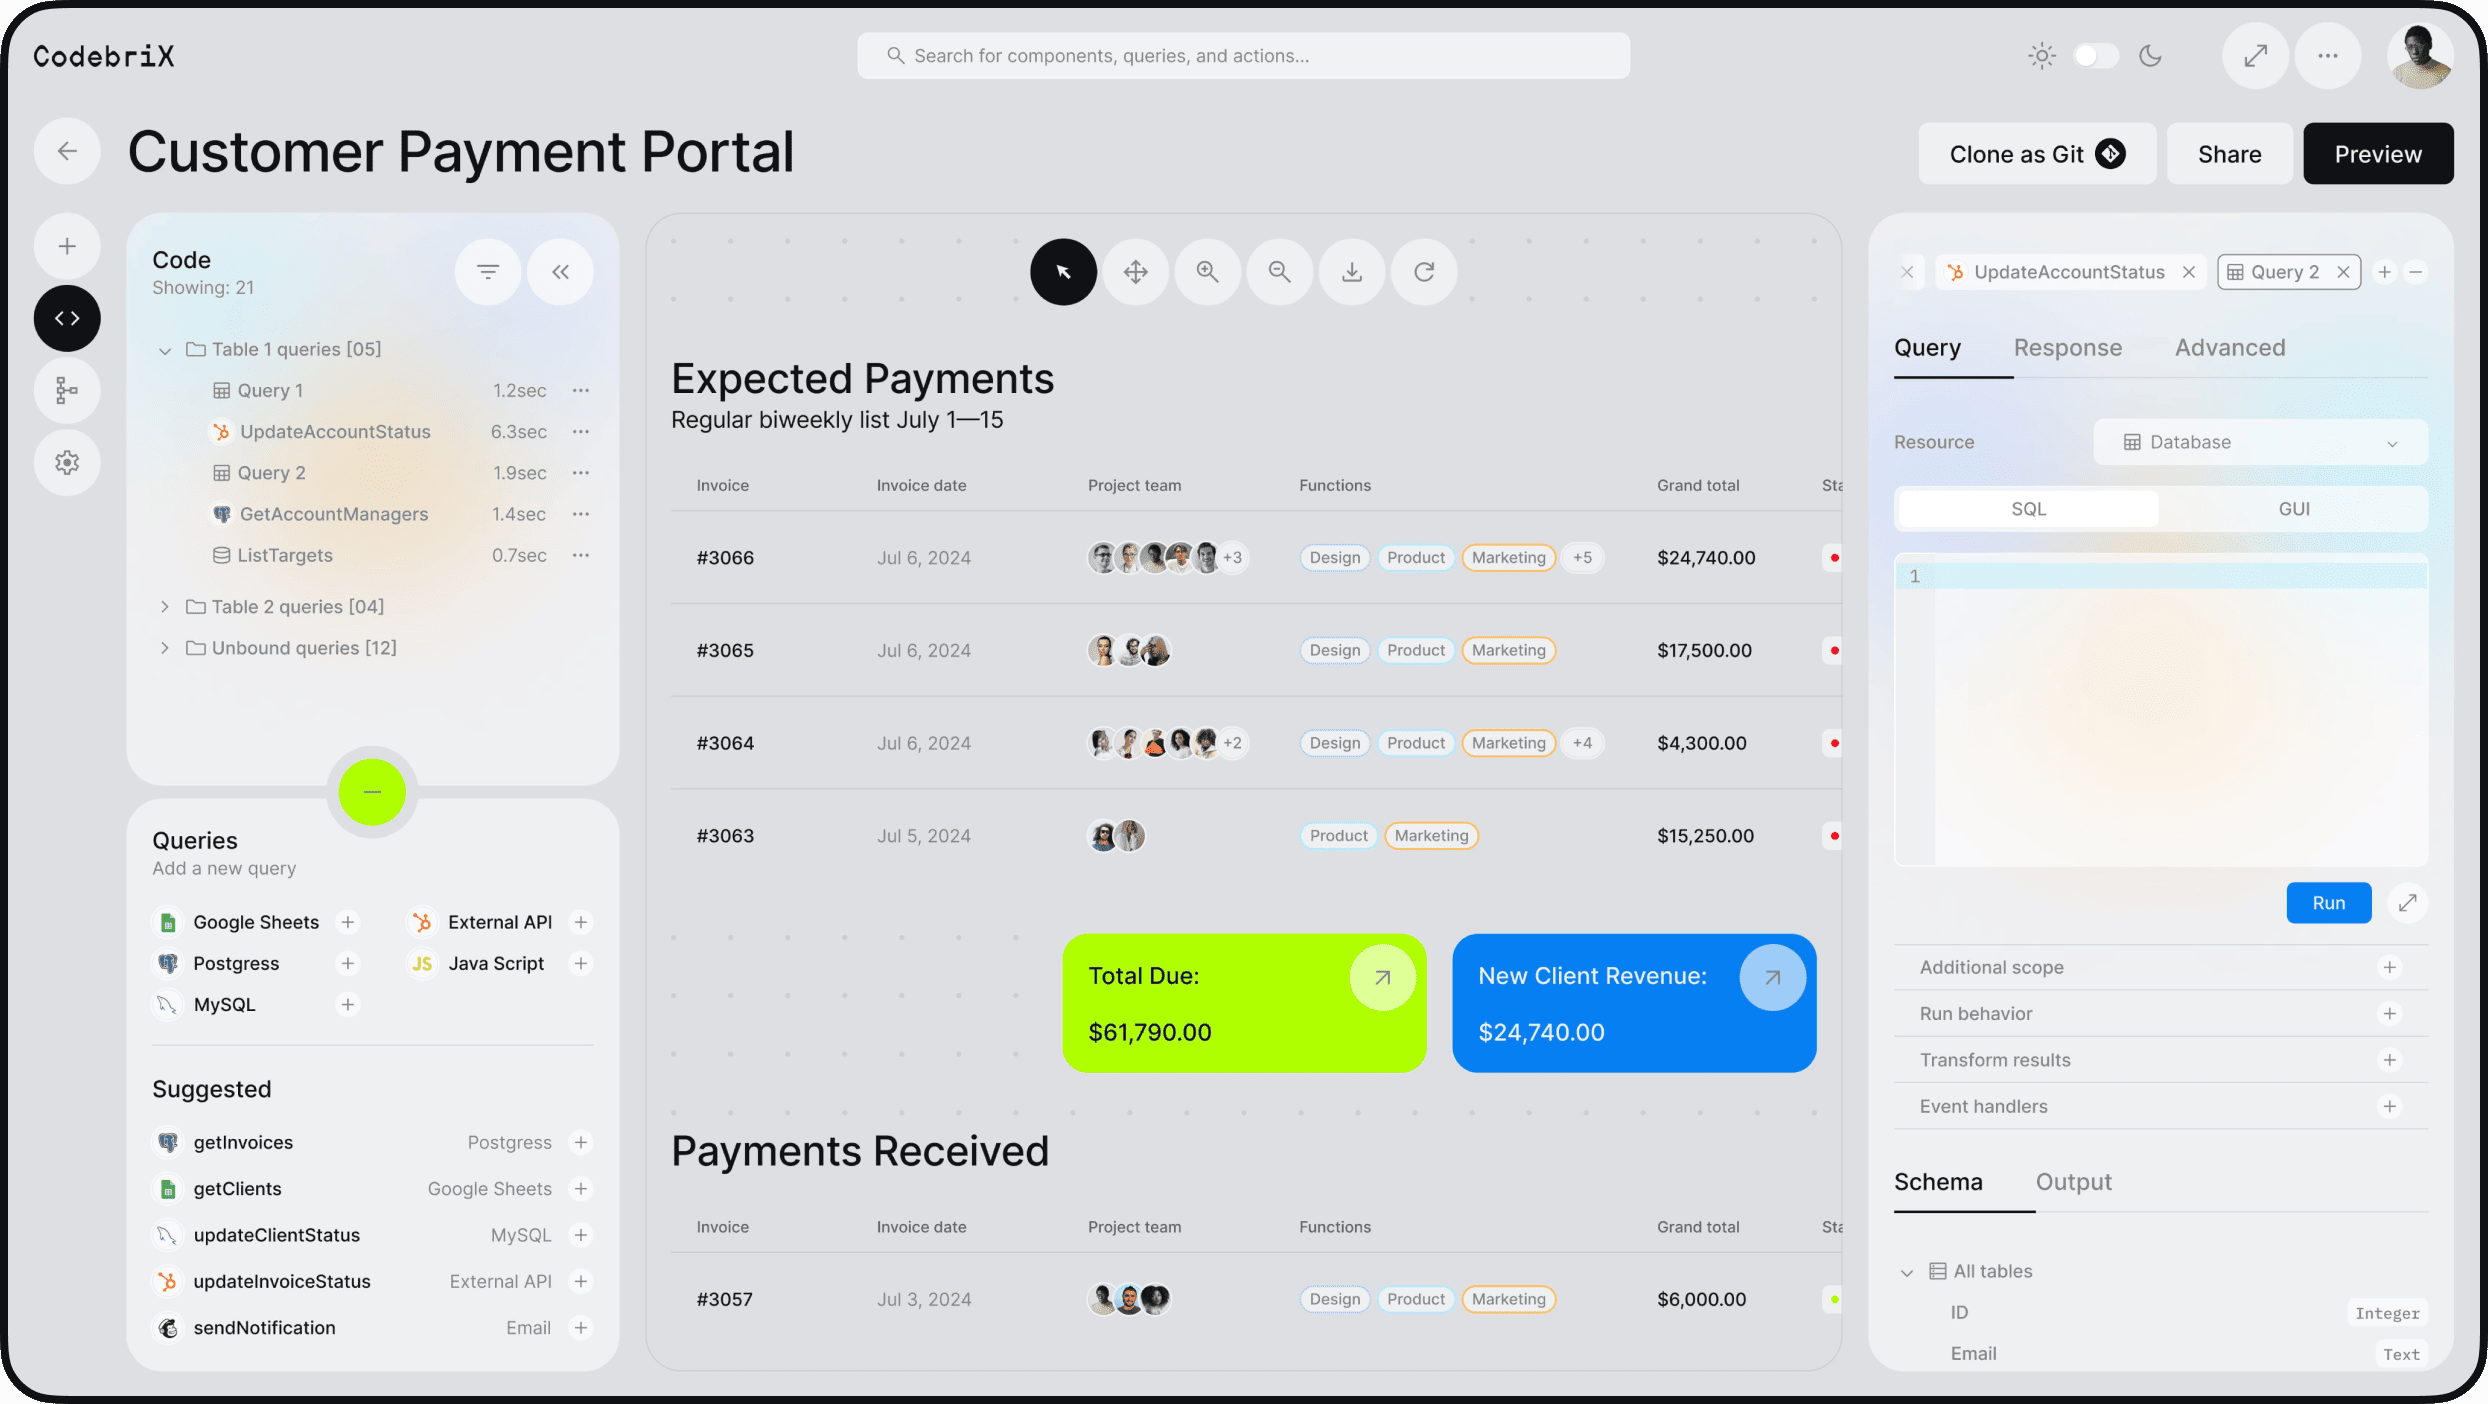 CodebriX
Search for components, queries, and actions...
Customer Payment Portal
Clone as Git
Share
Preview
Code
Showing: 21
Table 1 queries [05]
Query 1 1.2sec
UpdateAccountStatus 6.3sec
Query 2 1.9sec
GetAccountManagers 1.4sec
ListTargets 0.7sec
Table 2 queries [04]
Unbound queries [12]
Queries
Add a new query
Google Sheets
External API
Postgress
JS Java Script
MySQL
Suggested
getInvoices Postgress
getClients Google Sheets
updateClientStatus MySQL
updateInvoiceStatus External API
sendNotification Email
Expected Payments
Regular biweekly list July 1—15
Invoice Invoice date Project team Functions Grand total Sta
#3066 Jul 6, 2024 +3 Design Product Marketing +5 $24,740.00
#3065 Jul 6, 2024 Design Product Marketing $17,500.00
#3064 Jul 6, 2024 +2 Design Product Marketing +4 $4,300.00
#3063 Jul 5, 2024 Product Marketing $15,250.00
Total Due:
$61,790.00
New Client Revenue:
$24,740.00
Payments Received
Invoice Invoice date Project team Functions Grand total Sta
#3057 Jul 3, 2024 Design Product Marketing $6,000.00
UpdateAccountStatus
Query 2
Query Response Advanced
Resource Database
SQL GUI
1
Run
Additional scope
Run behavior
Transform results
Event handlers
Schema Output
All tables
ID Integer
Email Text